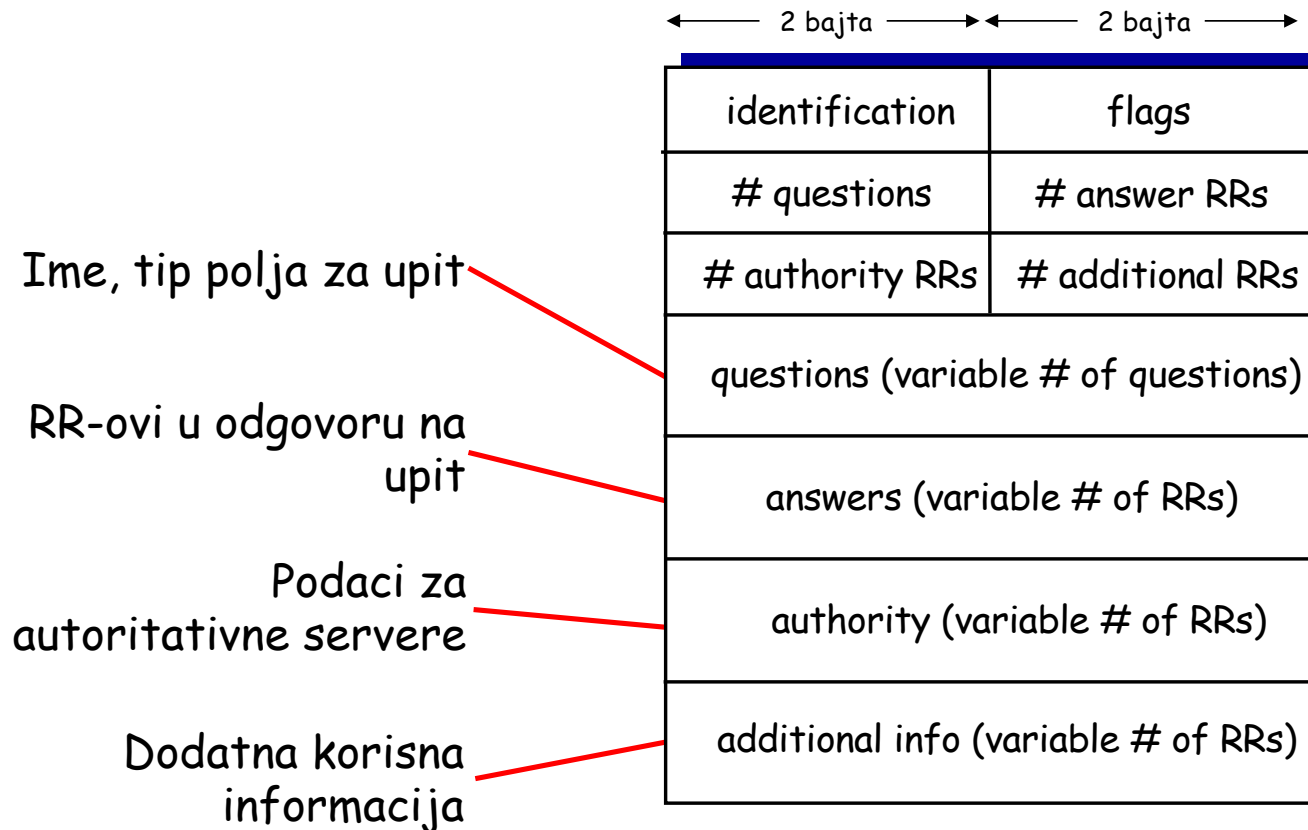 2 bajta 2 bajta
identification flags
# questions # answer RRs
# authority RRs # additional RRs
Ime, tip polja za upit
questions (variable # of questions)
RR-ovi u odgovoru na
upit
answers (variable # of RRs)
Podaci za
autoritativne servere
authority (variable # of RRs)
Dodatna korisna
informacija
additional info (variable # of RRs)